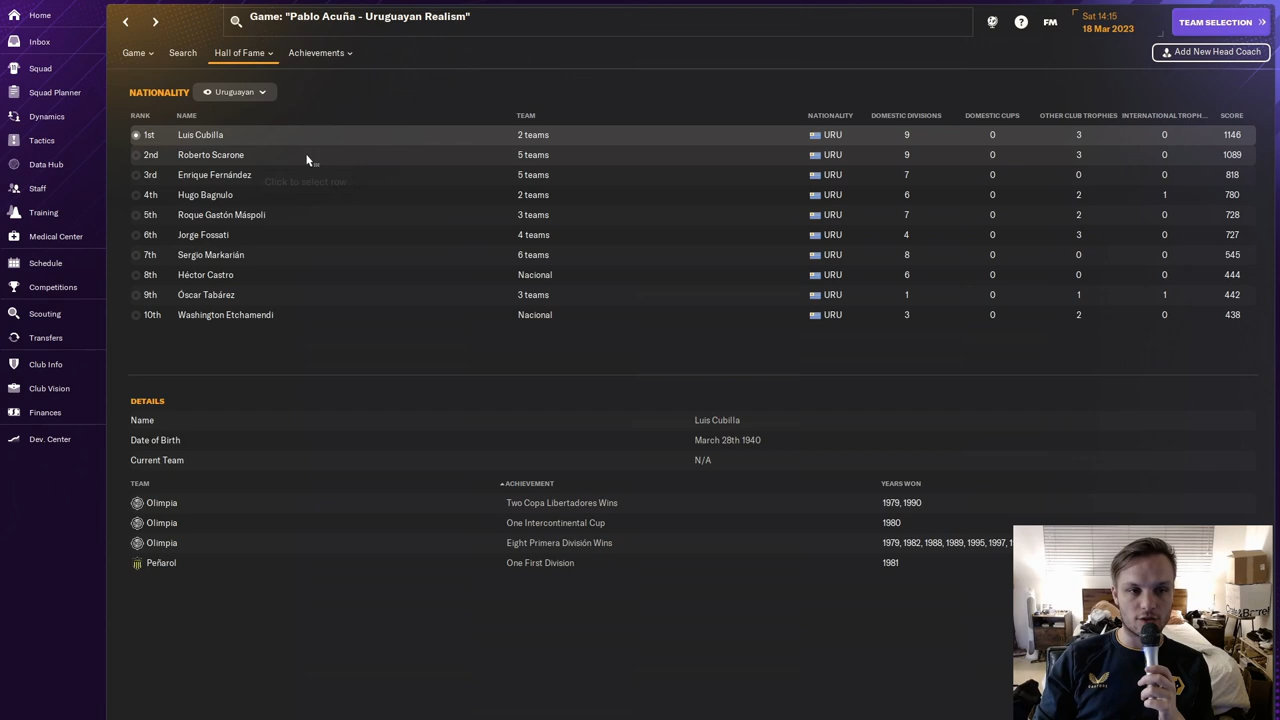 Home
Inbox
Squad
Squad Planner
Dynamics
Tactics
Data Hub
Staff
Training
Medical Center
Schedule
Competitions
Scouting
Transfers
Club Info
Club Vision
Finances
Dev. Center
Game: "Pablo Acuña - Uruguayan Realism"
FM
Sat 14:15
18 Mar 2023
TEAM SELECTION
Game Search Hall of Fame Achievements
Add New Head Coach
NATIONALITY Uruguayan
RANK NAME TEAM NATIONALITY DOMESTIC DIVISIONS DOMESTIC CUPS OTHER CLUB TROPHIES INTERNATIONAL TROPH... SCORE
1st Luis Cubilla 2 teams URU 9 0 3 0 1146
2nd Roberto Scarone 5 teams URU 9 0 3 0 1089
3rd Enrique Fernández 5 teams URU 7 0 0 0 818
Click to select row
4th Hugo Bagnulo 2 teams URU 6 0 2 1 780
5th Roque Gastón Máspoli 3 teams URU 7 0 2 0 728
6th Jorge Fossati 4 teams URU 4 0 3 0 727
7th Sergio Markarián 6 teams URU 8 0 0 0 545
8th Héctor Castro Nacional URU 6 0 0 0 444
9th Óscar Tabárez 3 teams URU 1 0 1 1 442
10th Washington Etchamendi Nacional URU 3 0 2 0 438
DETAILS
Name Luis Cubilla
Date of Birth March 28th 1940
Current Team N/A
TEAM ACHIEVEMENT YEARS WON
Olimpia Two Copa Libertadores Wins 1979, 1990
Olimpia One Intercontinental Cup 1980
Olimpia Eight Primera División Wins 1979, 1982, 1988, 1989, 1995, 1997, 1
Peñarol One First Division 1981
Crate&Barrel